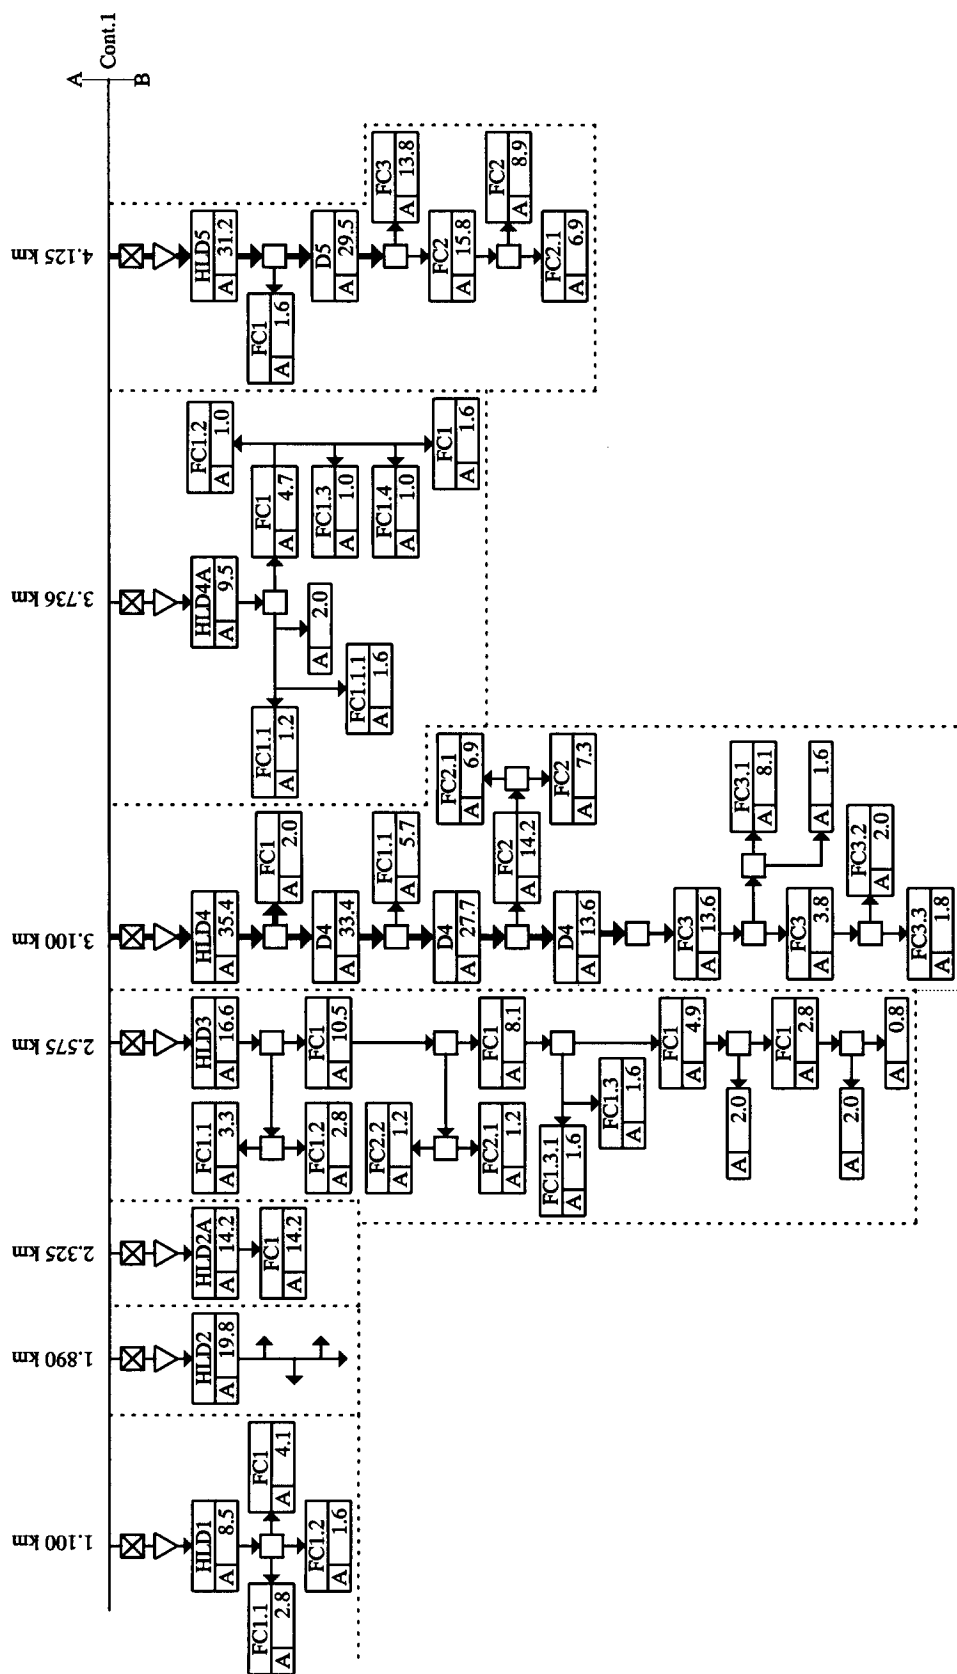 A
Cont.1
B
4.125 km
HLD5
A 31.2
FC1
A 1.6
D5
A 29.5
FC3
A 13.8
FC2
A 15.8
FC2
A 8.9
FC2.1
A 6.9
3.736 km
HLD4A
A 9.5
FC1.2
A 1.0
FC1
A 4.7
FC1.3
A 1.0
FC1.4
A 1.0
FC1
A 1.6
A 2.0
FC1.1.1
A 1.6
FC1.1
A 1.2
3.100 km
HLD4
A 35.4
FC1
A 2.0
D4
A 33.4
FC1.1
A 5.7
D4
A 27.7
FC2
A 14.2
FC2.1
A 6.9
FC2
A 7.3
D4
A 13.6
FC3
A 13.6
FC3.1
A 8.1
A 1.6
FC3
A 3.8
FC3.2
A 2.0
FC3.3
A 1.8
2.575 km
HLD3
A 16.6
FC1.1
A 3.3
FC1.2
A 2.8
FC1
A 10.5
FC2.2
A 1.2
FC2.1
A 1.2
FC1
A 8.1
FC1.3.1
A 1.6
FC1.3
A 1.6
FC1
A 4.9
A 2.0
FC1
A 2.8
A 2.0
A 0.8
2.325 km
HLD2A
A 14.2
FC1
A 14.2
1.890 km
HLD2
A 19.8
1.100 km
HLD1
A 8.5
FC1
A 4.1
FC1.1
A 2.8
FC1.2
A 1.6